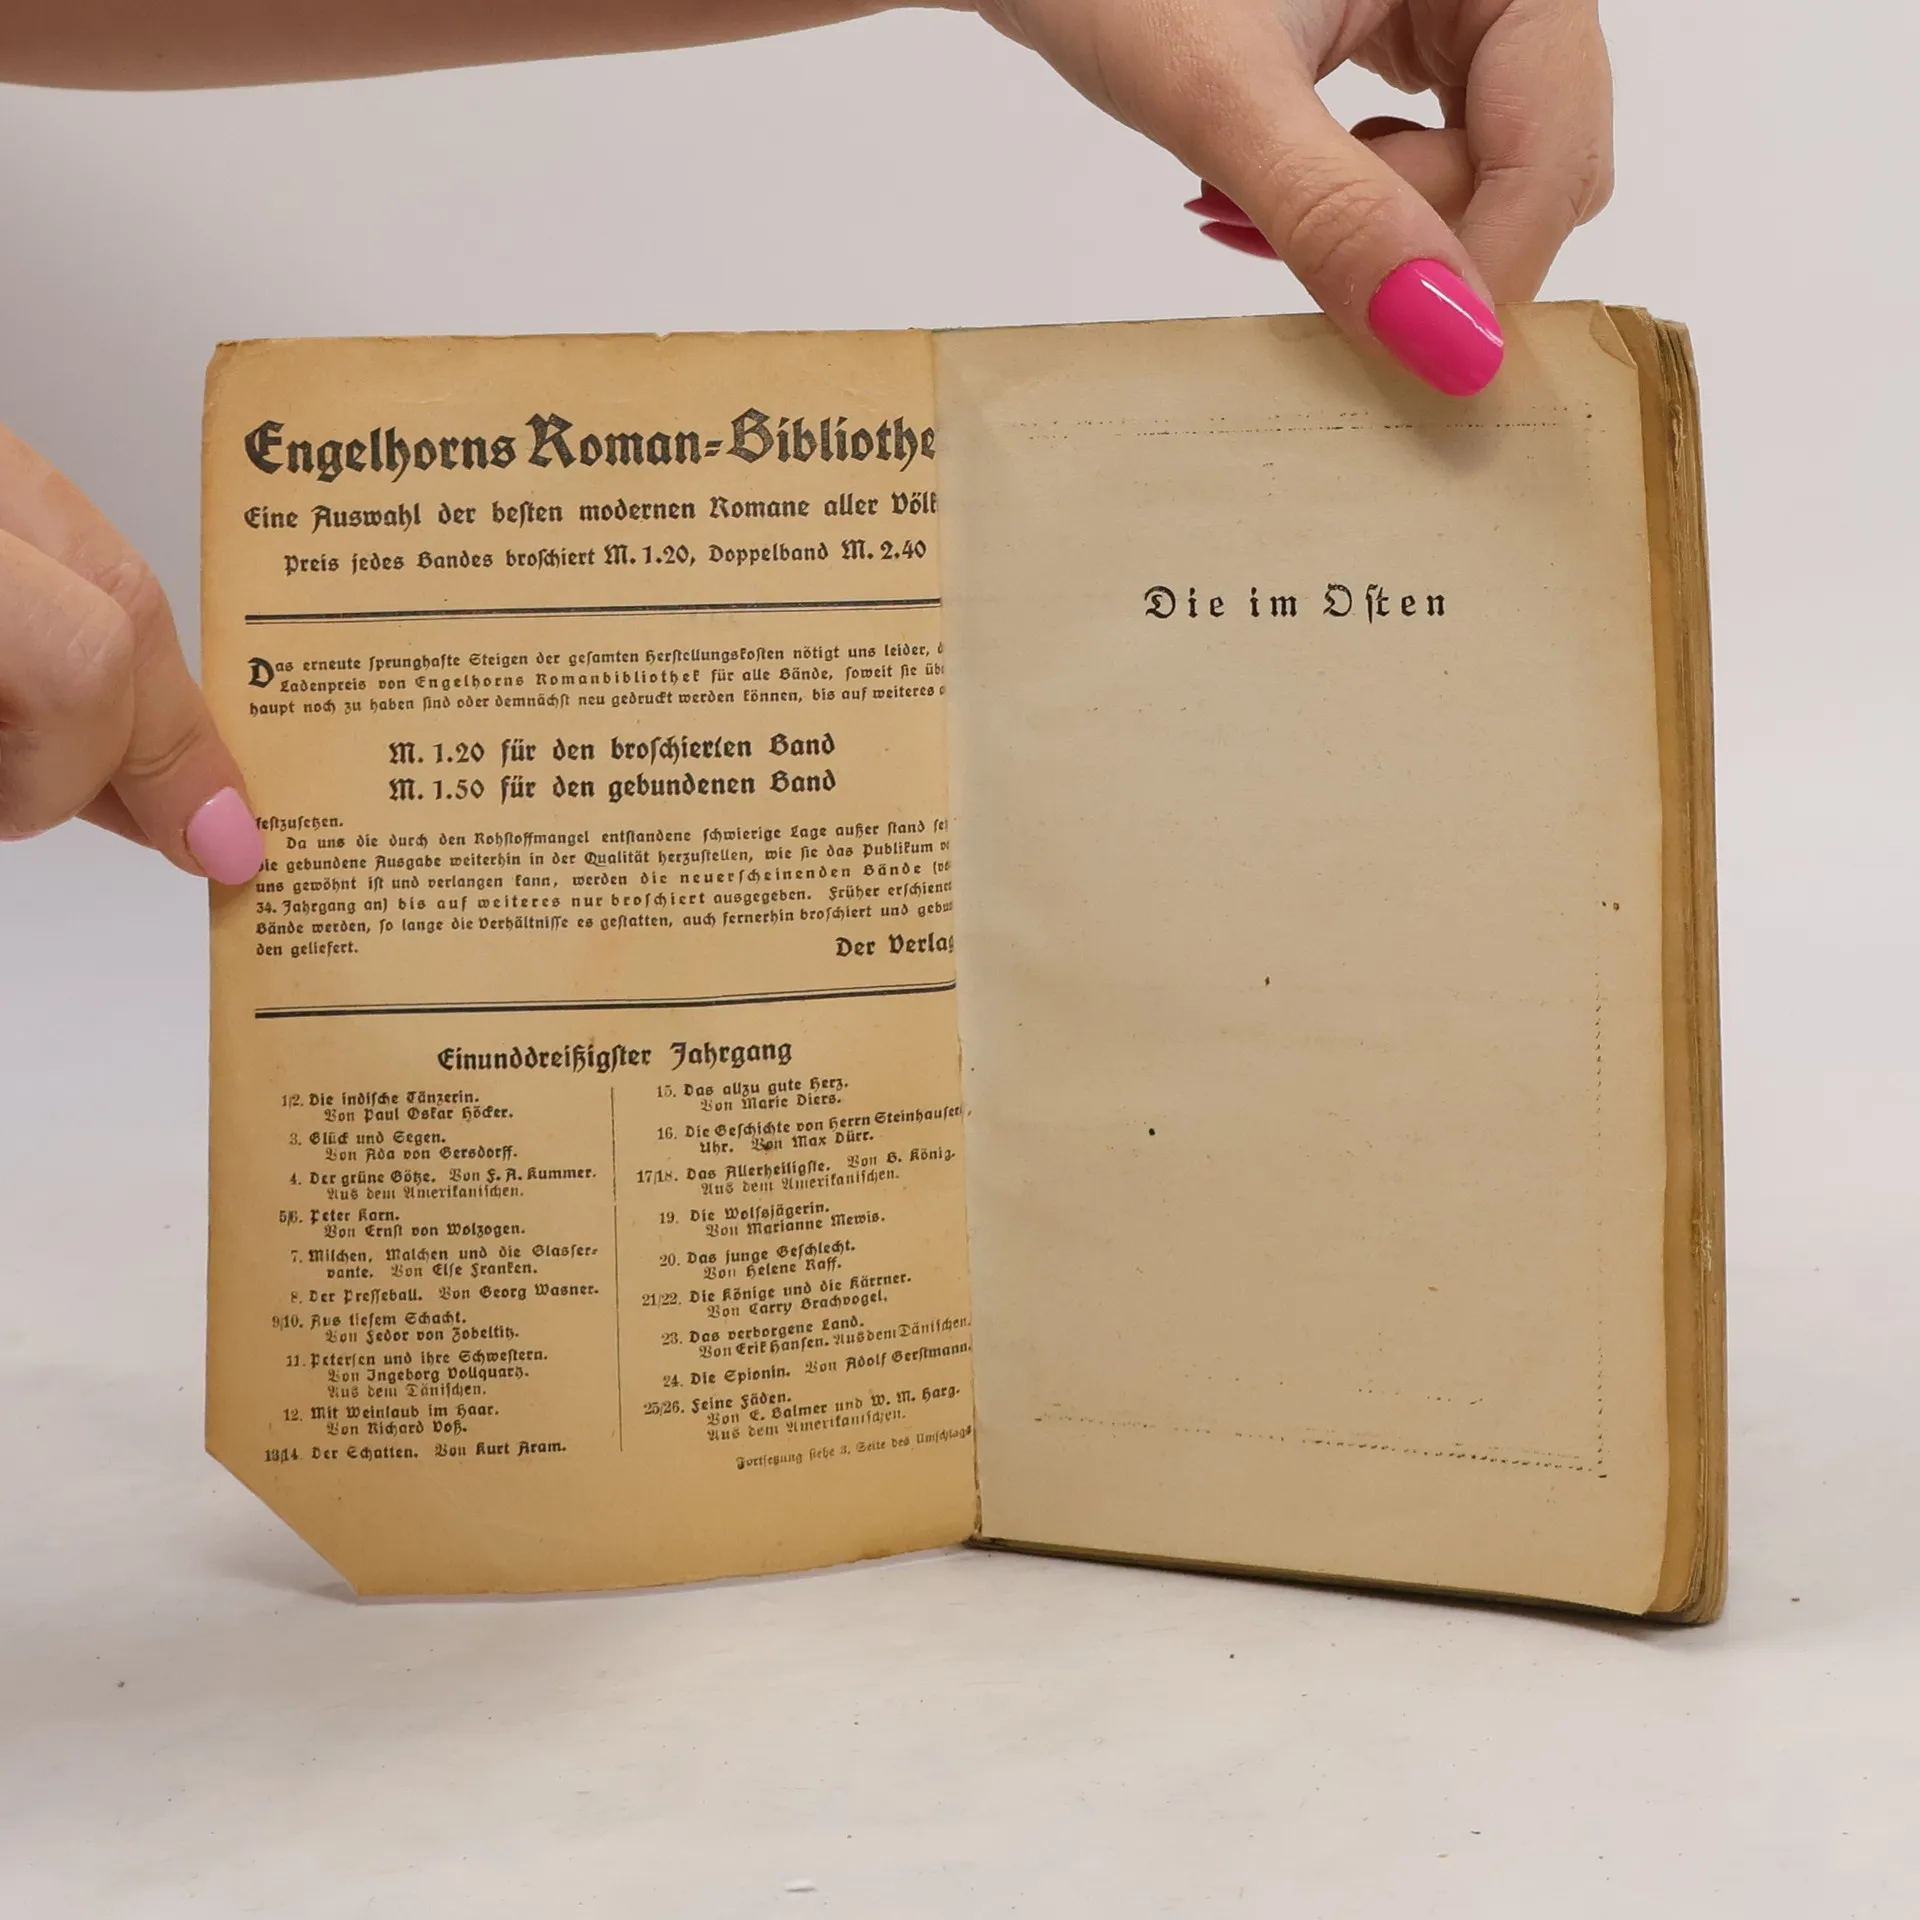 Engelhorns Roman-Bibliothe
Eine Auswahl der beſten modernen Romane aller Völk
Preis jedes Bandes broſchiert M. 1.20, Doppelband M. 2.40
Das erneute ſprunghafte Steigen der geſamten Herſtellungskoſten nötigt uns leider, d
Ladenpreis von Engelhorns Romanbibliothek für alle Bände, ſoweit ſie übe
haupt noch zu haben ſind oder demnächſt neu gedruckt werden können, bis auf weiteres a
M. 1.20 für den broſchierten Band
M. 1.50 für den gebundenen Band
feſtzuſetzen.
Da uns die durch den Rohſtoffmangel entſtandene ſchwierige Lage außer ſtand ſetz
die gebundene Ausgabe weiterhin in der Qualität herzuſtellen, wie ſie das Publikum vo
uns gewöhnt iſt und verlangen kann, werden die neuerſcheinenden Bände (vo
34. Jahrgang an) bis auf weiteres nur broſchiert ausgegeben. Früher erſchienen
Bände werden, ſo lange die Verhältniſſe es geſtatten, auch fernerhin broſchiert und gebun
den geliefert.
Der Verlag
Einunddreißigſter Jahrgang
1/2. Die indiſche Tänzerin.
Von Paul Oskar Höcker.
3. Glück und Segen.
Von Ada von Gersdorff.
4. Der grüne Götze. Von F. A. Kummer.
Aus dem Amerikaniſchen.
5/6. Peter Karn.
Von Ernſt von Wolzogen.
7. Milchen, Malchen und die Glasſer-
vante. Von Elſe Franken.
8. Der Preſſeball. Von Georg Wasner.
9/10. Aus tiefem Schacht.
Von Fedor von Zobeltitz.
11. Peterſen und ihre Schweſtern.
Von Ingeborg Vollquartz.
Aus dem Däniſchen.
12. Mit Weinlaub im Haar.
Von Richard Voß.
13/14. Der Schatten. Von Kurt Aram.
15. Das allzu gute Herz.
Von Marie Diers.
16. Die Geſchichte von Herrn Steinhauſers
Uhr. Von Max Dürr.
17/18. Das Allerheiligſte. Von B. König.
Aus dem Amerikaniſchen.
19. Die Wolfsjägerin.
Von Marianne Mewis.
20. Das junge Geſchlecht.
Von Helene Raff.
21/22. Die Könige und die Kärrner.
Von Carry Brachvogel.
23. Das verborgene Land.
Von Erik Hanſen. Aus dem Däniſchen.
24. Die Spionin. Von Adolf Gerſtmann.
25/26. Feine Fäden.
Von E. Balmer und W. M. Harg.
Aus dem Amerikaniſchen.
Fortſetzung ſiehe 3. Seite des Umſchlags
Die im Oſten